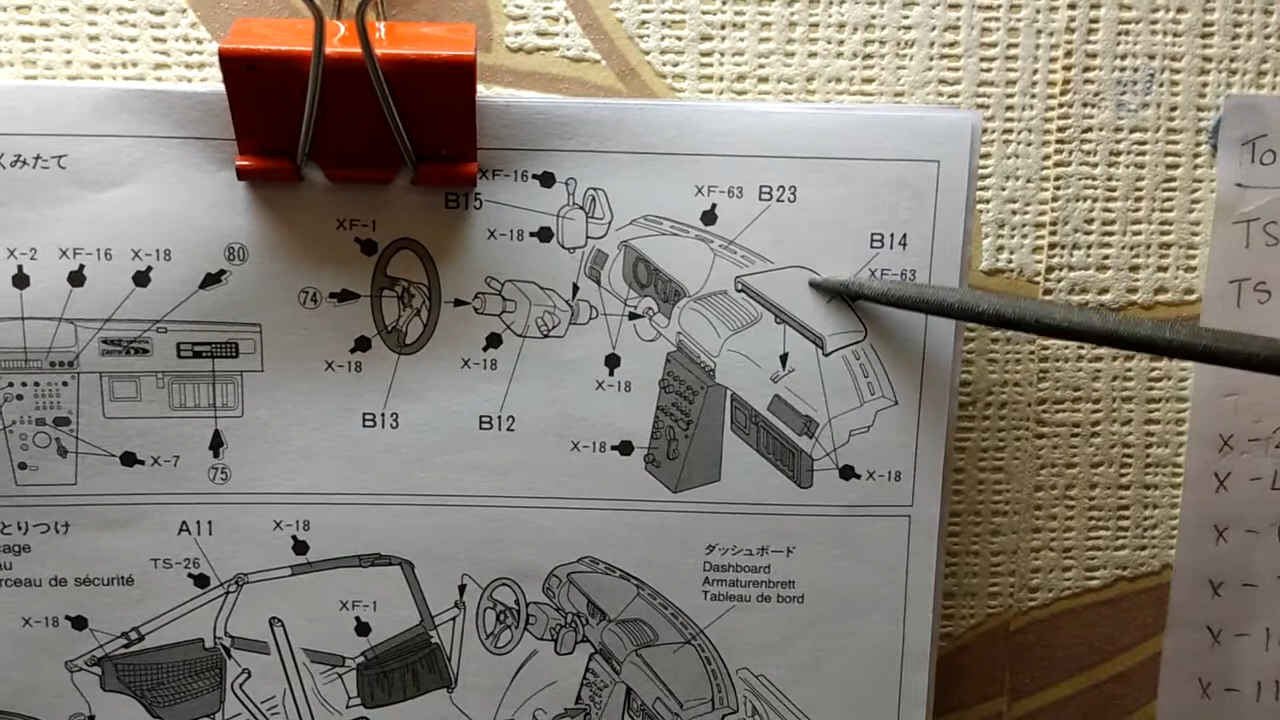 くみたて
XF-16
B15
X-18
XF-63
B23
B14
XF-63
XF-1
X-2
XF-16
X-18
80
74
X-18
X-18
X-18
B13
B12
X-18
X-18
X-7
75
とりつけ
cage
au
rceau de sécurité
A11
X-18
TS-26
XF-1
X-18
ダッシュボード
Dashboard
Armaturenbrett
Tableau de bord
To
TS
TS
X-
X-
X-
X-
X-1
X-11